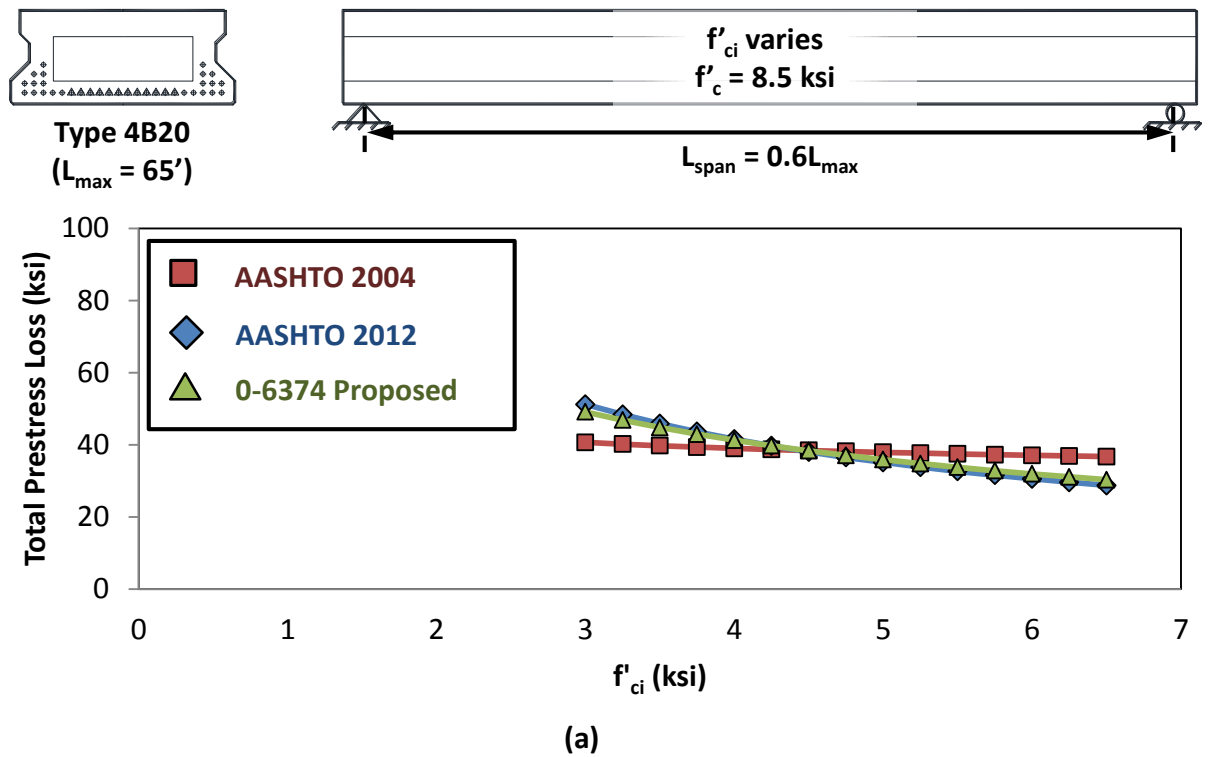 f'ci varies
f'c = 8.5 ksi
Type 4B20
(Lmax = 65')
Lspan = 0.6Lmax
Total Prestress Loss (ksi)
100
80
60
40
20
0
AASHTO 2004
AASHTO 2012
0-6374 Proposed
0 1 2 3 4 5 6 7
f'ci (ksi)
(a)